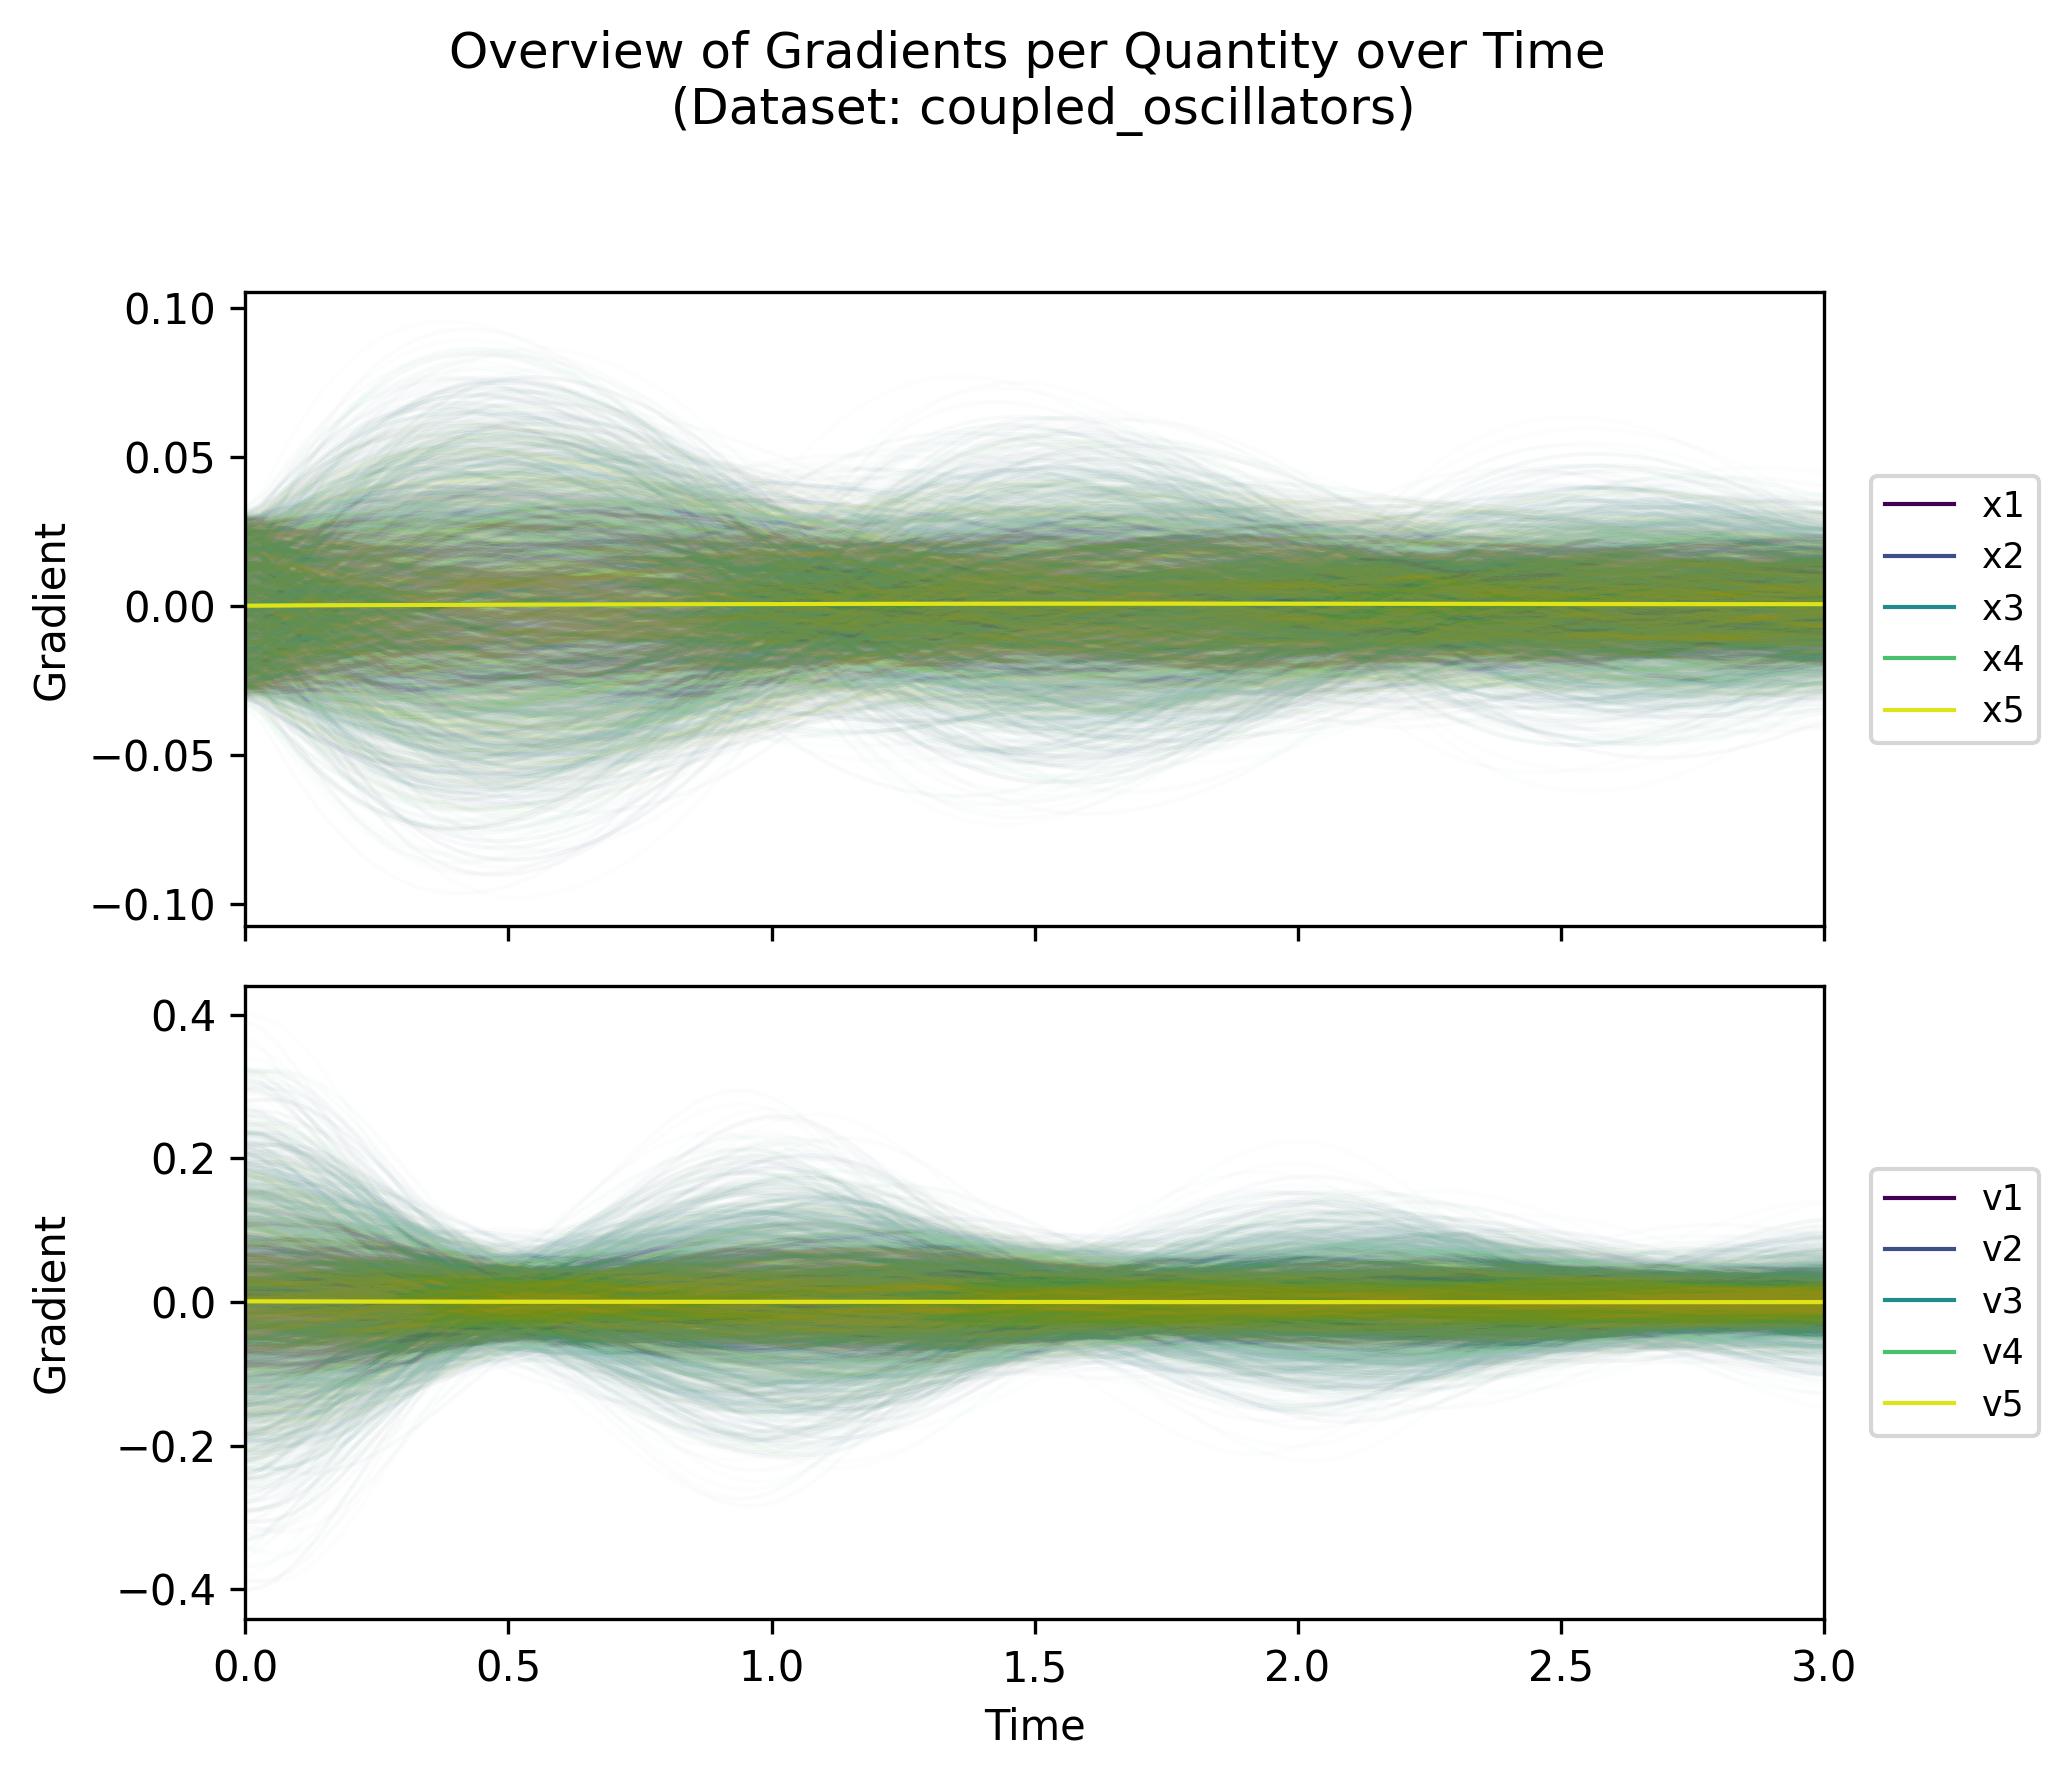 Overview of Gradients per Quantity over Time
(Dataset: coupled_oscillators)
0.10
0.05
0.00
−0.05
−0.10
Gradient
x1
x2
x3
x4
x5
0.4
0.2
0.0
−0.2
−0.4
Gradient
v1
v2
v3
v4
v5
0.0 0.5 1.0 1.5 2.0 2.5 3.0
Time